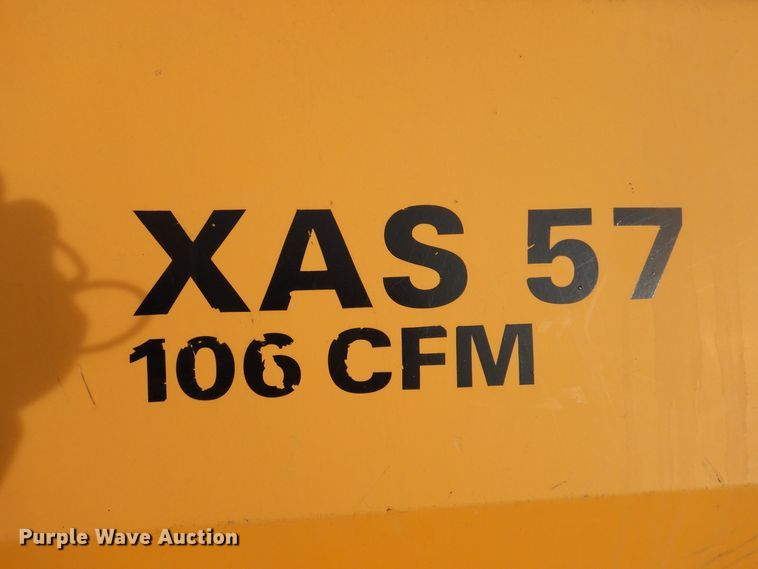 XAS 57
106 CFM
Purple Wave Auction